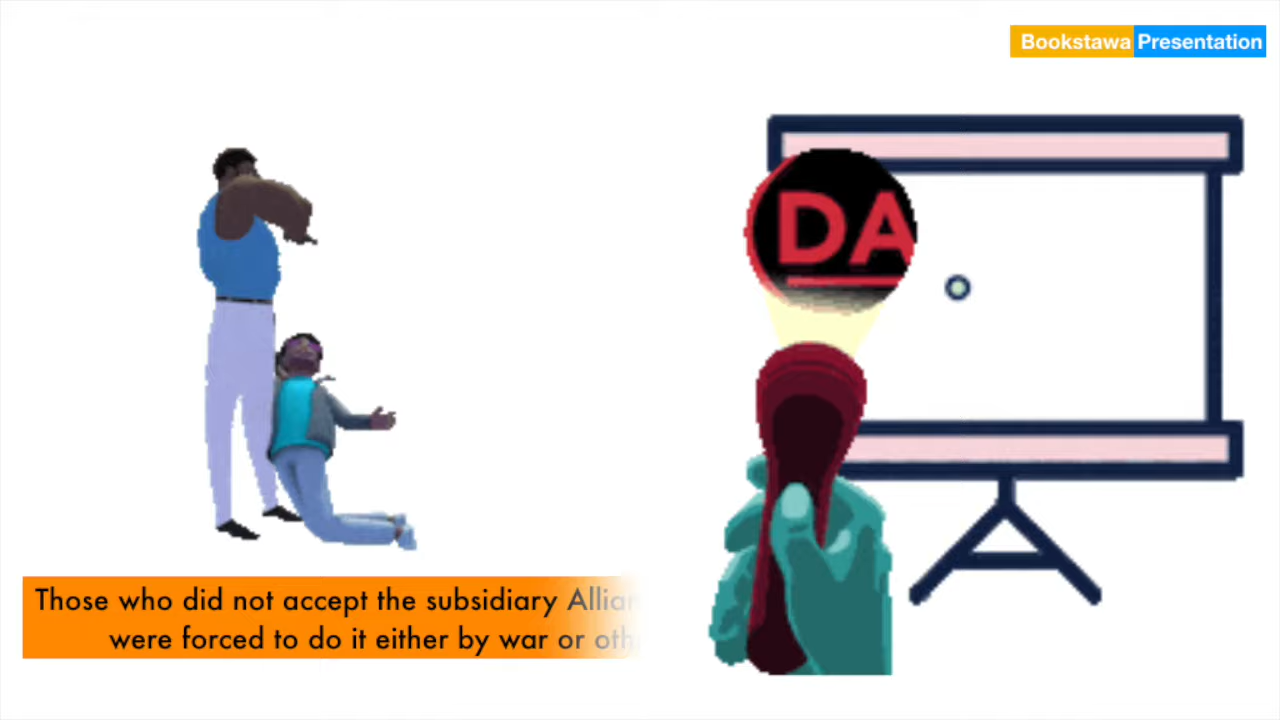 Bookstawa Presentation
DA
Those who did not accept the subsidiary
were forced to do it either by war or